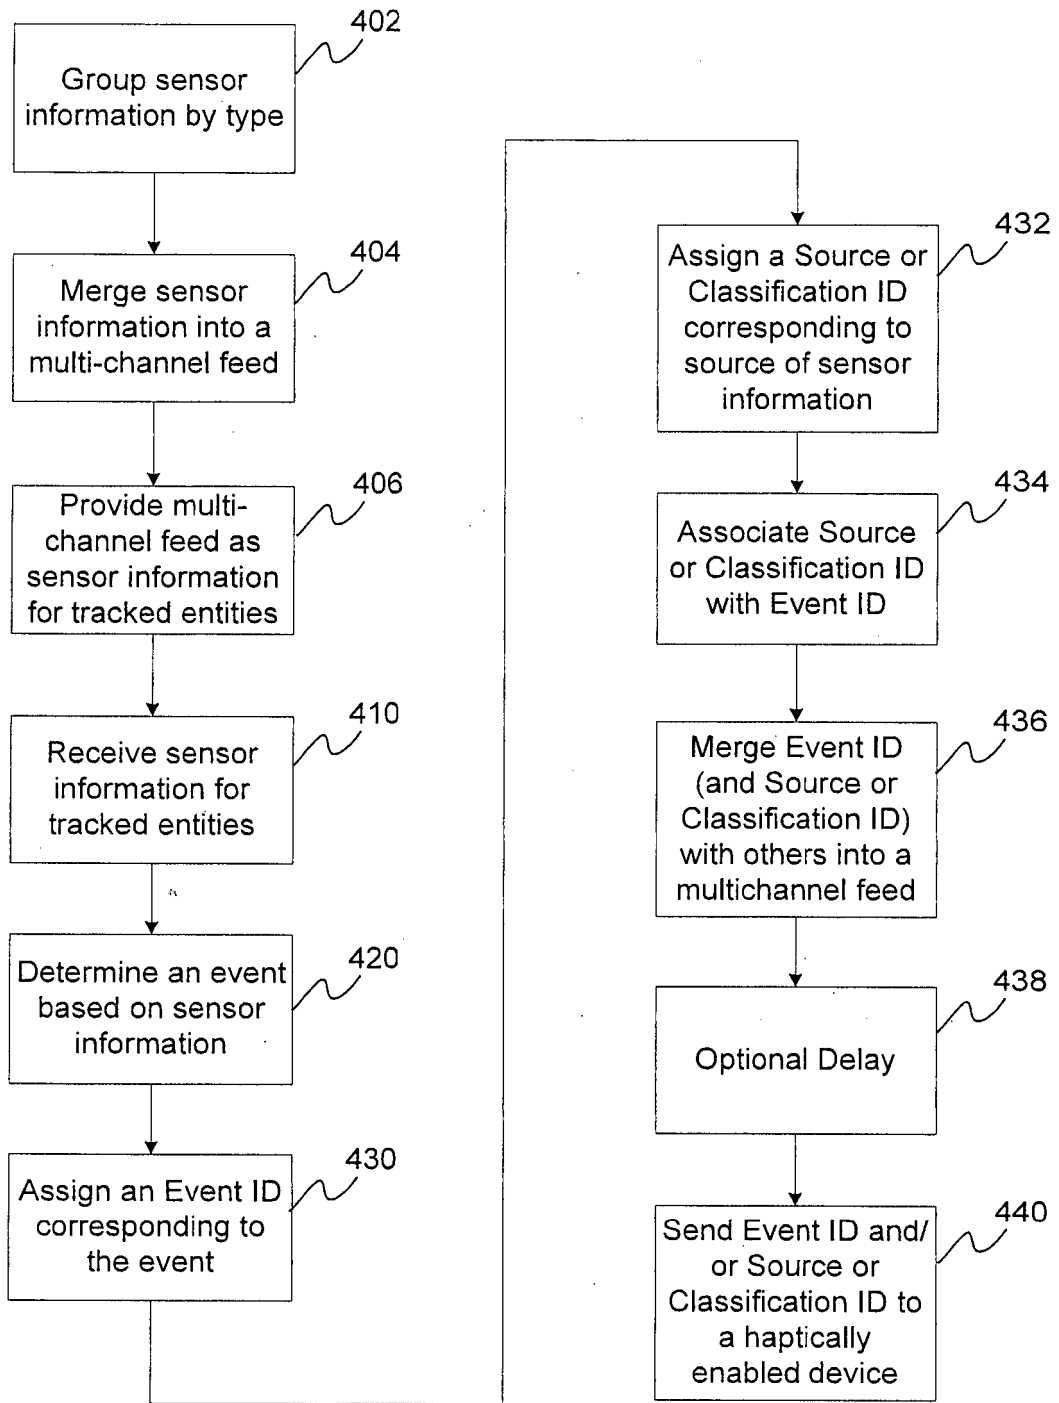 402
Group sensor
information by type
404
Merge sensor
information into a
multi-channel feed
406
Provide multi-
channel feed as
sensor information
for tracked entities
410
Receive sensor
information for
tracked entities
420
Determine an event
based on sensor
information
430
Assign an Event ID
corresponding to
the event
432
Assign a Source or
Classification ID
corresponding to
source of sensor
information
434
Associate Source
or Classification ID
with Event ID
436
Merge Event ID
(and Source or
Classification ID)
with others into a
multichannel feed
438
Optional Delay
440
Send Event ID and/
or Source or
Classification ID to
a haptically
enabled device